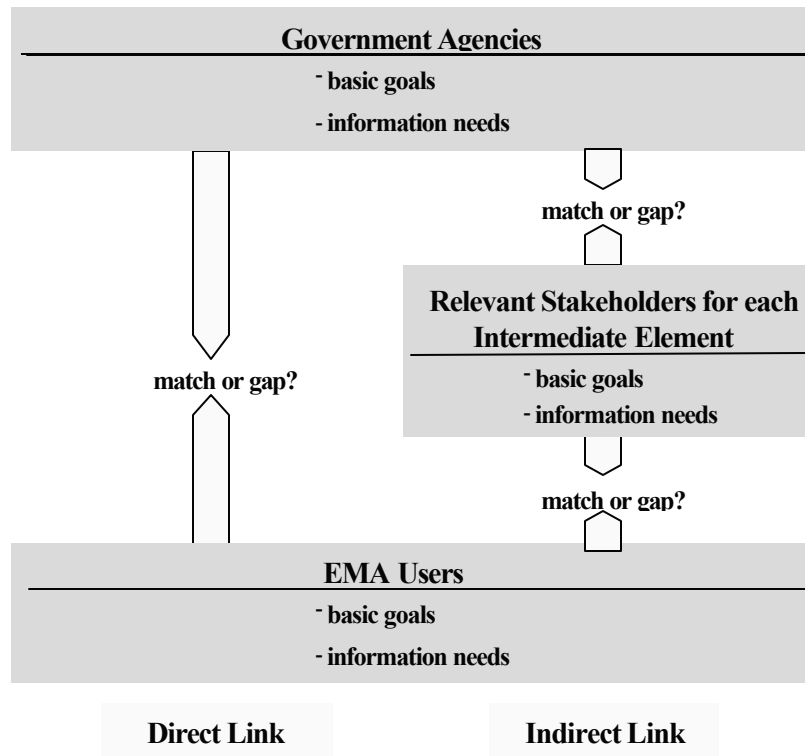 Government Agencies
- basic goals
- information needs
match or gap?
Relevant Stakeholders for each
Intermediate Element
- basic goals
- information needs
match or gap?
match or gap?
EMA Users
- basic goals
- information needs
Direct Link
Indirect Link